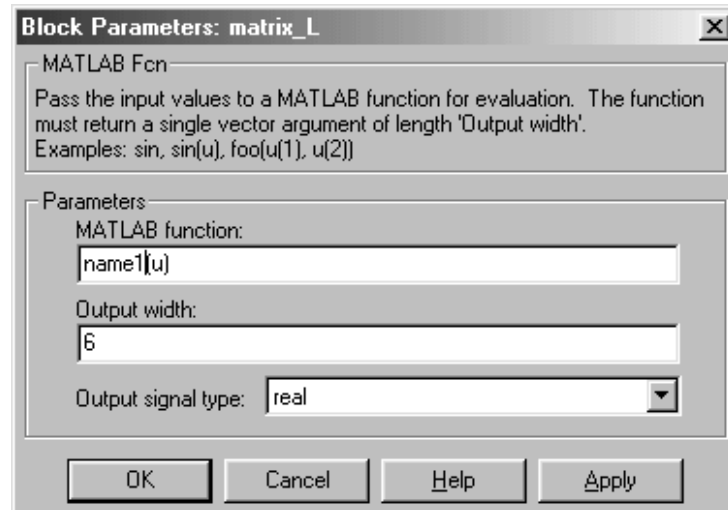 Block Parameters: matrix_L
MATLAB Fcn
Pass the input values to a MATLAB function for evaluation. The function
must return a single vector argument of length 'Output width'.
Examples: sin, sin(u), foo(u(1), u(2))
Parameters
MATLAB function:
name1(u)
Output width:
6
Output signal type: real
OK Cancel Help Apply